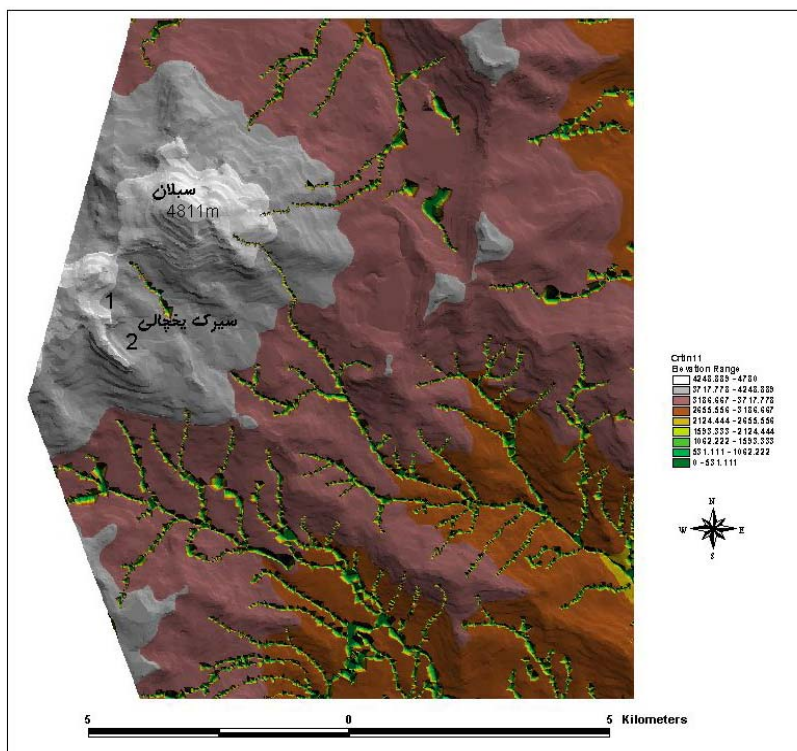 سبلان
4811m
1
سیرک یخچالی
2
Crtin11
Elevation Range
4248.889 - 4780
3717.778 - 4248.889
3186.667 - 3717.778
2655.556 - 3186.667
2124.444 - 2655.556
1593.333 - 2124.444
1062.222 - 1593.333
531.111 - 1062.222
0 - 531.111
N
W E
S
5 0 5 Kilometers